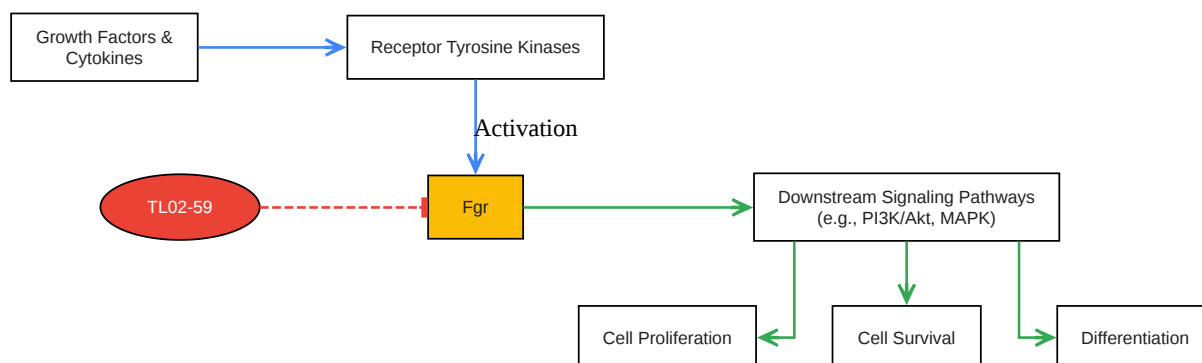 Growth Factors &
Cytokines
Receptor Tyrosine Kinases
Activation
TL02-59
Fgr
Downstream Signaling Pathways
(e.g., PI3K/Akt, MAPK)
Cell Proliferation
Cell Survival
Differentiation